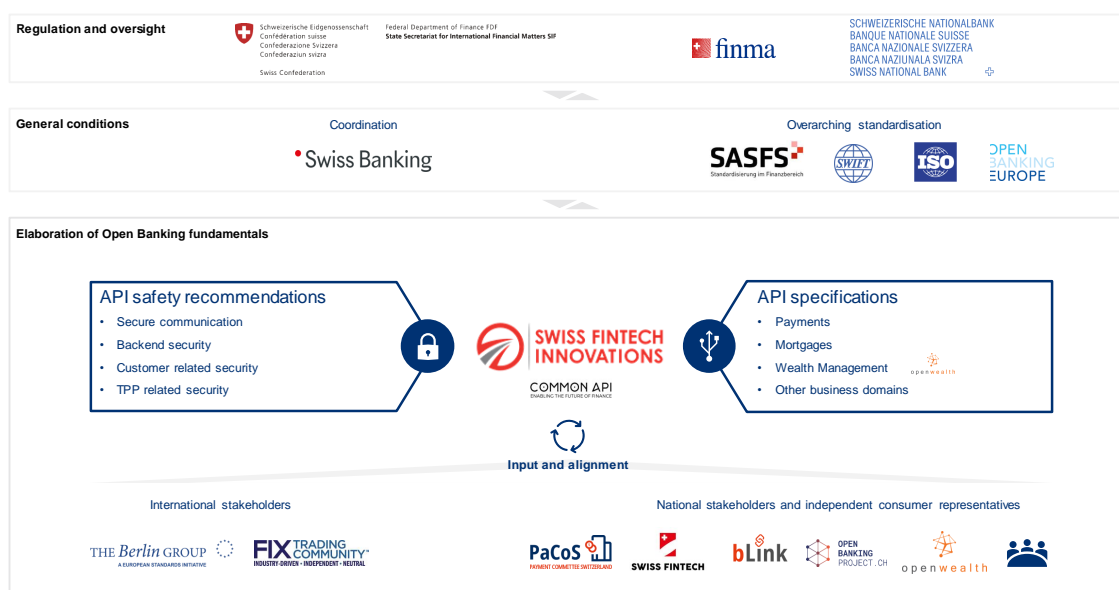 Regulation and oversight
Schweizerische Eidgenossenschaft
Confédération suisse
Confederazione Svizzera
Confederaziun svizra
Swiss Confederation
Federal Department of Finance FDF
State Secretariat for International Financial Matters SIF
finma
SCHWEIZERISCHE NATIONALBANK
BANQUE NATIONALE SUISSE
BANCA NAZIONALE SVIZZERA
BANCA NAZIUNALA SVIZRA
SWISS NATIONAL BANK
General conditions
Coordination
Swiss Banking
Overarching standardisation
SASFS
Standardisierung im Finanzbereich
SWIFT
ISO
OPEN
BANKING
EUROPE
Elaboration of Open Banking fundamentals
API safety recommendations
• Secure communication
• Backend security
• Customer related security
• TPP related security
SWISS FINTECH
INNOVATIONS
COMMON API
ENABLING THE FUTURE OF FINANCE
API specifications
• Payments
• Mortgages
• Wealth Management
openwealth
• Other business domains
Input and alignment
International stakeholders
THE Berlin GROUP
A EUROPEAN STANDARDS INITIATIVE
FIX TRADING
COMMUNITY™
INDUSTRY-DRIVEN • INDEPENDENT • NEUTRAL
National stakeholders and independent consumer representatives
PaCoS
PAYMENT COMMITTEE SWITZERLAND
SWISS FINTECH
bLink
OPEN
BANKING
PROJECT.CH
openwealth